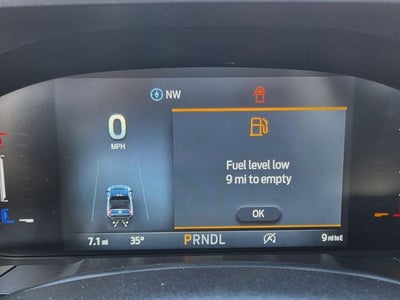 NW
0
MPH
Fuel level low
9 mi to empty
OK
7.1 mi 35° PRNDL 9 mi to E